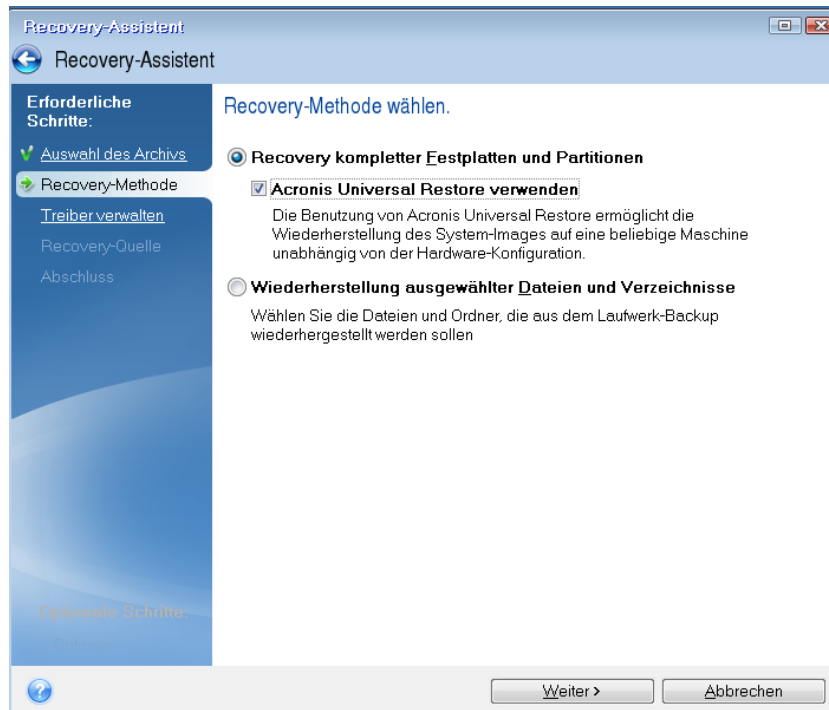 Recovery-Assistent
Recovery-Assistent
Erforderliche
Schritte:
Auswahl des Archivs
Recovery-Methode
Treiber verwalten
Recovery-Quelle
Abschluss
Optionale Schritte:
Optionen
Recovery-Methode wählen.
Recovery kompletter Festplatten und Partitionen
Acronis Universal Restore verwenden
Die Benutzung von Acronis Universal Restore ermöglicht die
Wiederherstellung des System-Images auf eine beliebige Maschine
unabhängig von der Hardware-Konfiguration.
Wiederherstellung ausgewählter Dateien und Verzeichnisse
Wählen Sie die Dateien und Ordner, die aus dem Laufwerk-Backup
wiederhergestellt werden sollen
?
Weiter >
Abbrechen